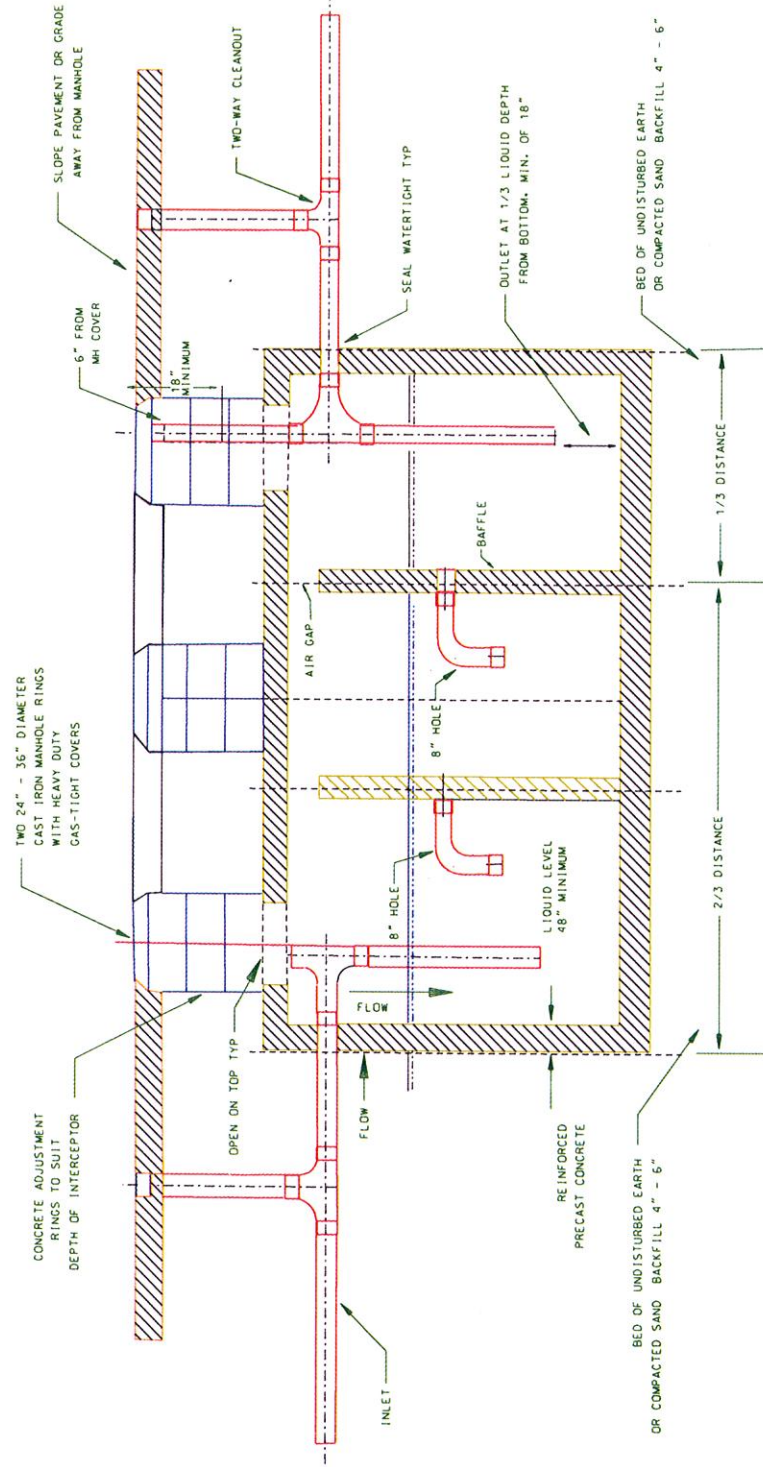 TWO 24" - 36" DIAMETER
CAST IRON MANHOLE RINGS
WITH HEAVY DUTY
GAS-TIGHT COVERS
CONCRETE ADJUSTMENT
RINGS TO SUIT
DEPTH OF INTERCEPTOR
SLOPE PAVEMENT OR GRADE
AWAY FROM MANHOLE
6" FROM
MH COVER
18"
MINIMUM
TWO-WAY CLEANOUT
OPEN ON TOP TYP
SEAL WATERTIGHT TYP
AIR GAP
INLET
FLOW
FLOW
8" HOLE
8" HOLE
BAFFLE
OUTLET AT 1/3 LIQUID DEPTH
FROM BOTTOM. MIN. OF 18"
LIQUID LEVEL
48" MINIMUM
REINFORCED
PRECAST CONCRETE
BED OF UNDISTURBED EARTH
OR COMPACTED SAND BACKFILL 4" - 6"
BED OF UNDISTURBED EARTH
OR COMPACTED SAND BACKFILL 4" - 6"
2/3 DISTANCE
1/3 DISTANCE